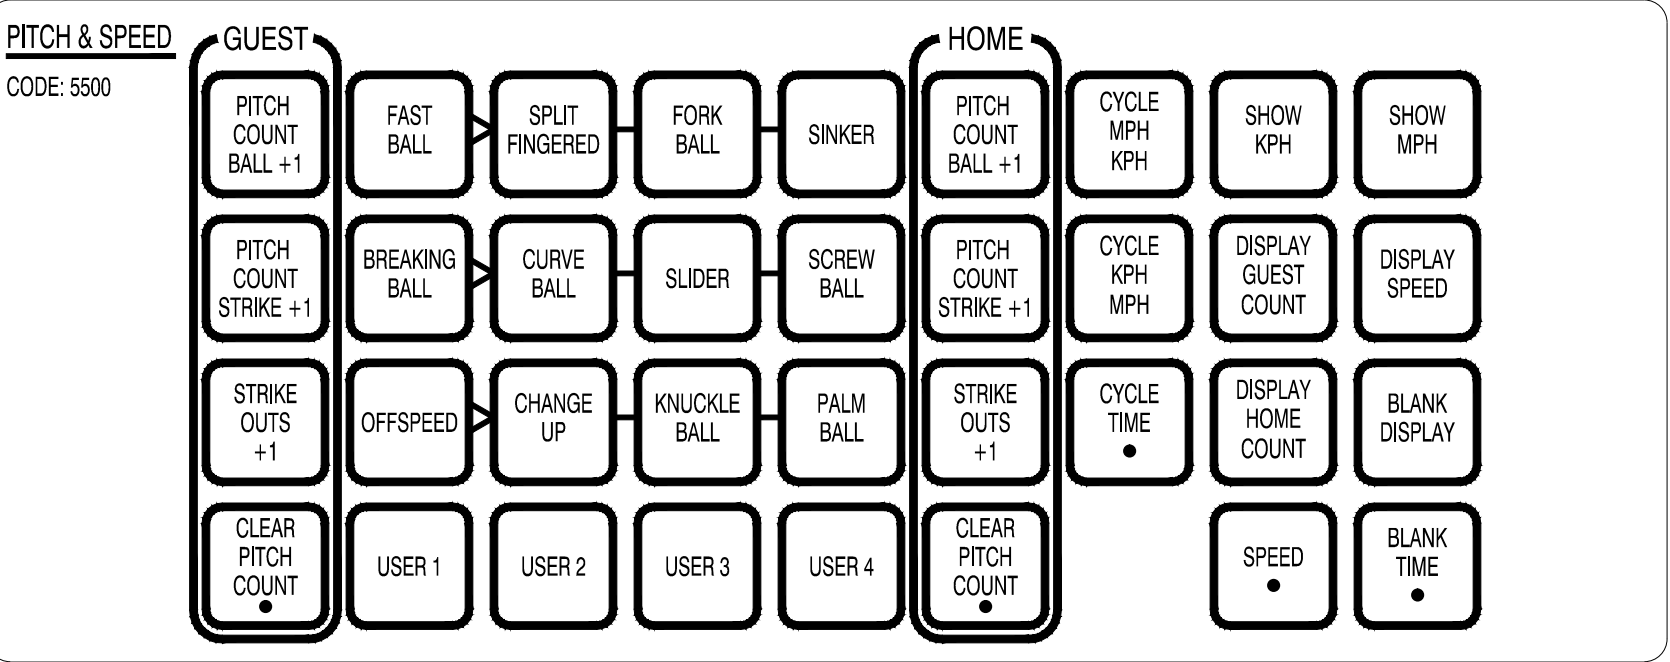 PITCH & SPEED
CODE: 5500
GUEST
HOME
PITCH
COUNT
BALL +1
FAST
BALL
SPLIT
FINGERED
FORK
BALL
SINKER
PITCH
COUNT
BALL +1
CYCLE
MPH
KPH
SHOW
KPH
SHOW
MPH
PITCH
COUNT
STRIKE +1
BREAKING
BALL
CURVE
BALL
SLIDER
SCREW
BALL
PITCH
COUNT
STRIKE +1
CYCLE
KPH
MPH
DISPLAY
GUEST
COUNT
DISPLAY
SPEED
STRIKE
OUTS
+1
OFFSPEED
CHANGE
UP
KNUCKLE
BALL
PALM
BALL
STRIKE
OUTS
+1
CYCLE
TIME
DISPLAY
HOME
COUNT
BLANK
DISPLAY
CLEAR
PITCH
COUNT
USER 1
USER 2
USER 3
USER 4
CLEAR
PITCH
COUNT
SPEED
BLANK
TIME